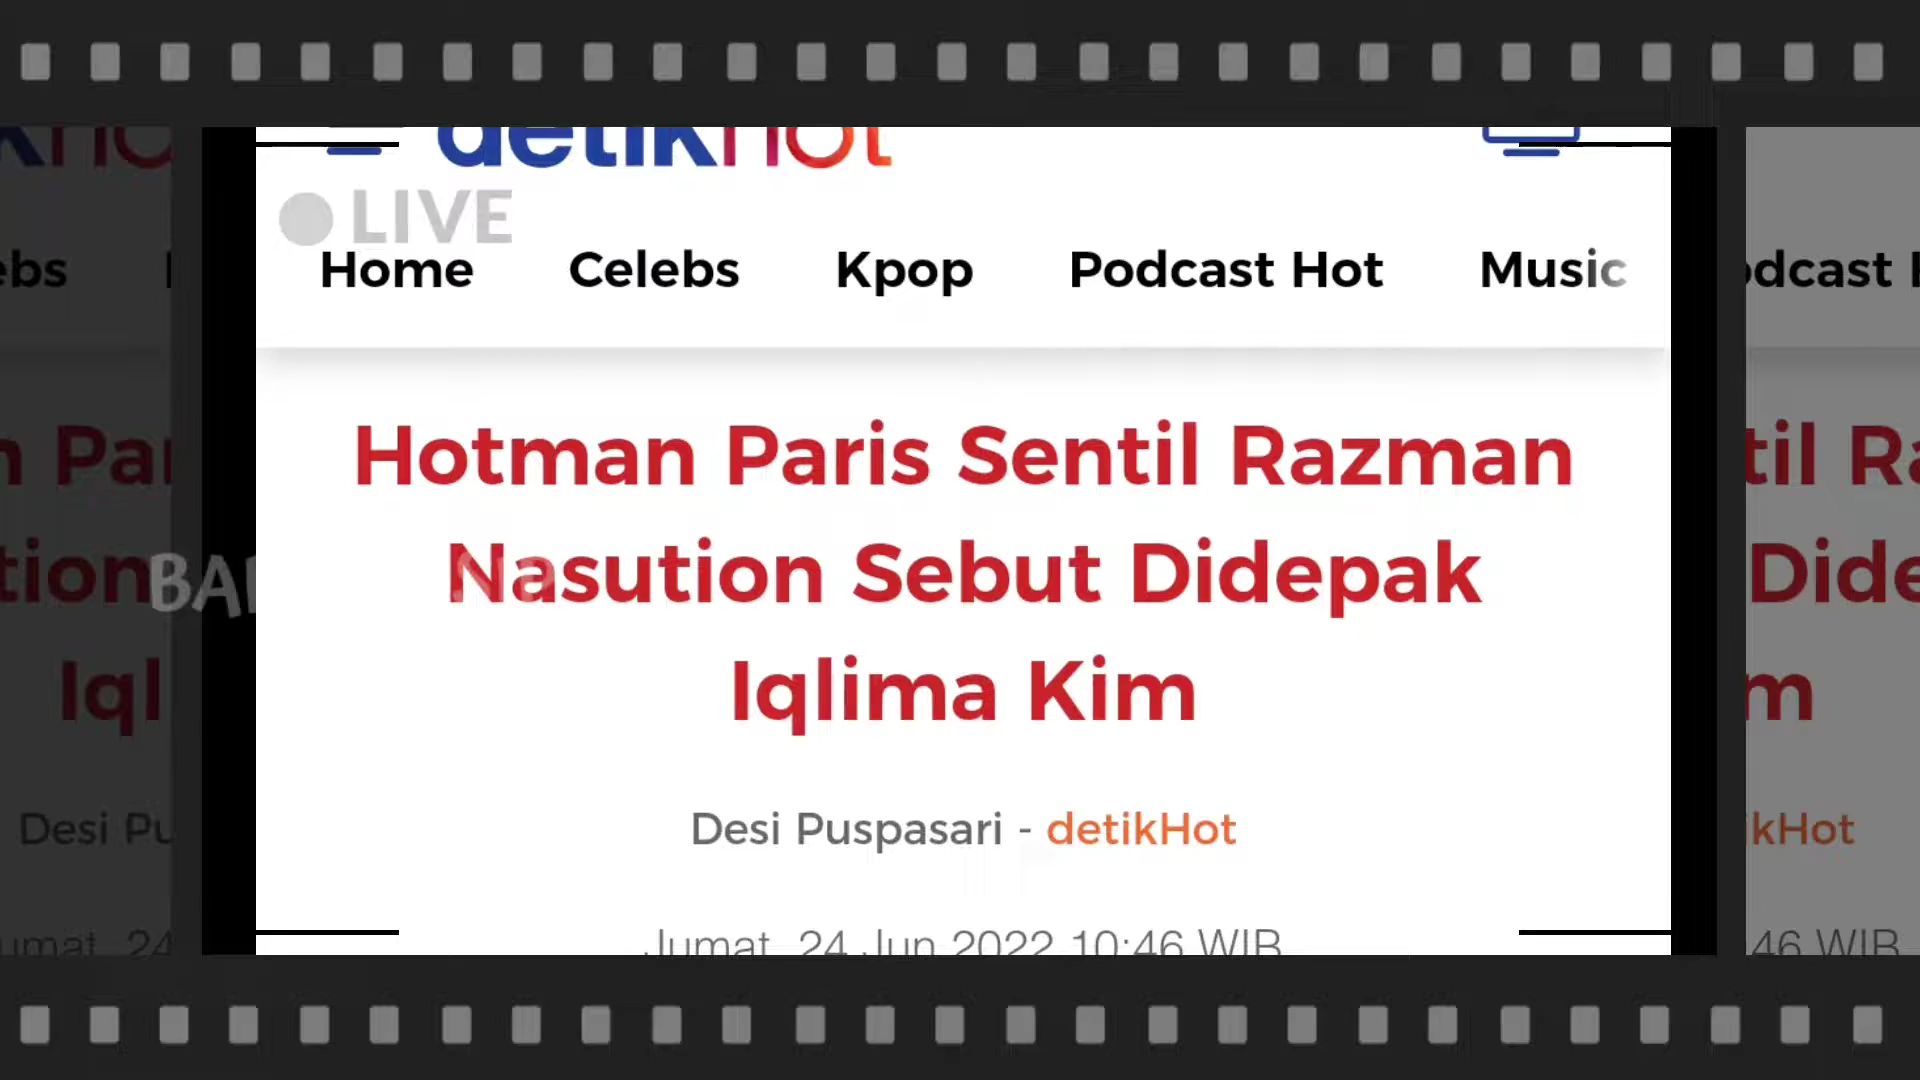 detikHot
LIVE
Home Celebs Kpop Podcast Hot Music
Hotman Paris Sentil Razman
Nasution Sebut Didepak
Iqlima Kim
Desi Puspasari - detikHot
Jumat, 24 Jun 2022 10:46 WIB